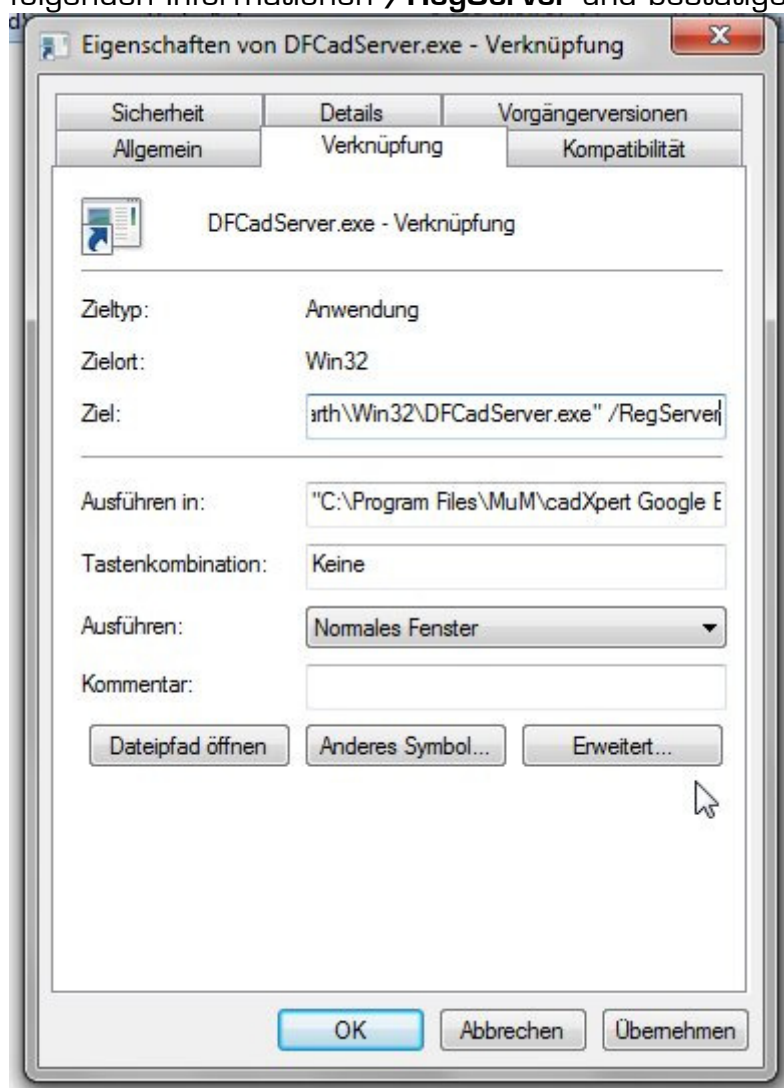 folgenden Informationen /RegServer und bestätige
Eigenschaften von DFCadServer.exe - Verknüpfung
Sicherheit Details Vorgängerversionen
Allgemein Verknüpfung Kompatibilität
DFCadServer.exe - Verknüpfung
Zieltyp: Anwendung
Zielort: Win32
Ziel: arth\Win32\DFCadServer.exe" /RegServer
Ausführen in: "C:\Program Files\MuM\cadXpert Google E
Tastenkombination: Keine
Ausführen: Normales Fenster
Kommentar:
Dateipfad öffnen Anderes Symbol... Erweitert...
OK Abbrechen Übernehmen